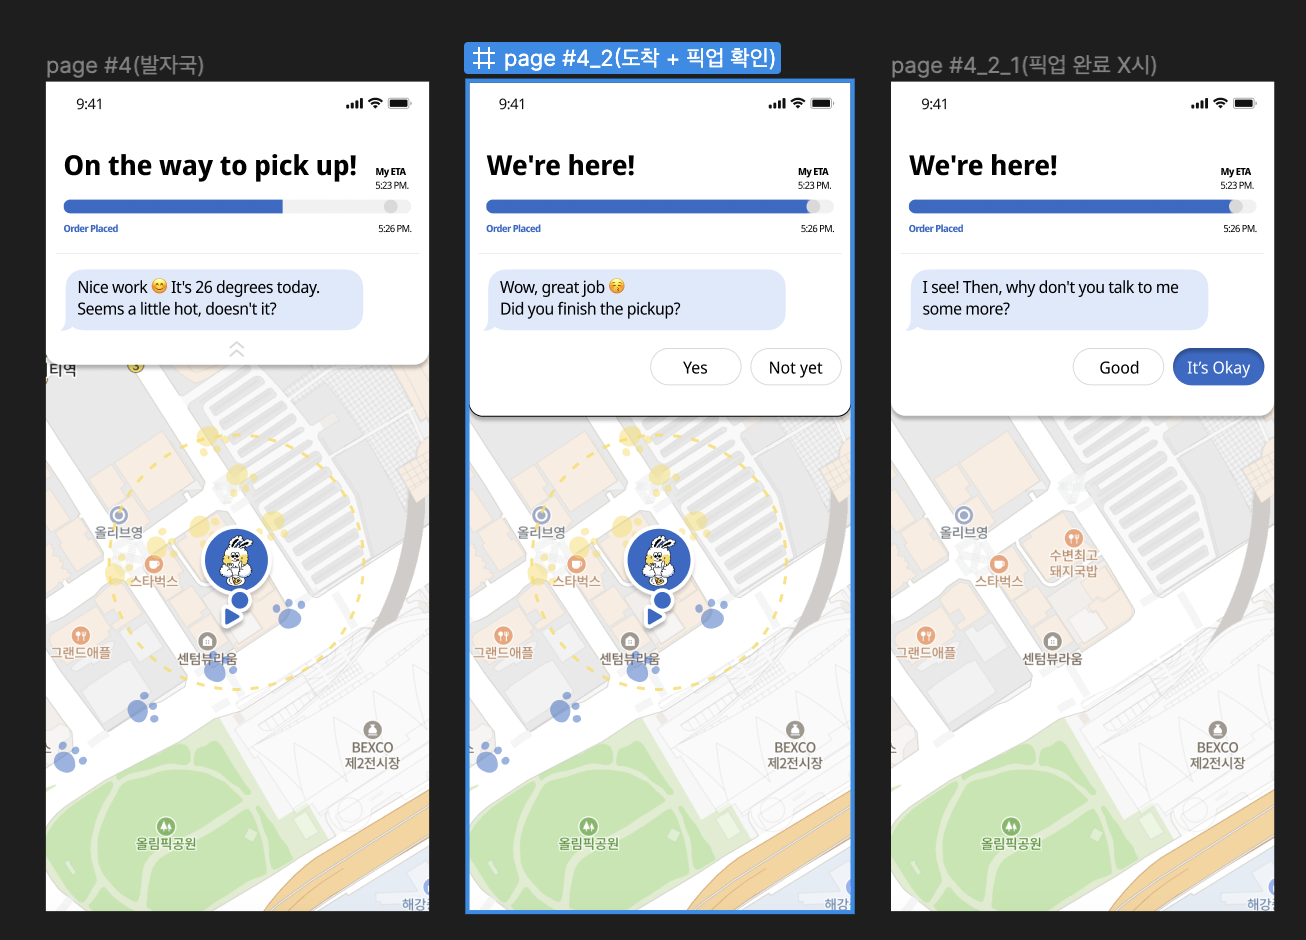 page #4(발자국)
9:41
On the way to pick up!
My ETA
5:23 PM.
Order Placed
5:26 PM.
Nice work 😊 It's 26 degrees today.
Seems a little hot, doesn't it?
티역
올리브영
스타벅스
그랜드애플
센텀뷰라움
BEXCO
제2전시장
올림픽공원
해강
page #4_2(도착 + 픽업 확인)
9:41
We're here!
My ETA
5:23 PM.
Order Placed
5:26 PM.
Wow, great job 😚
Did you finish the pickup?
Yes
Not yet
올리브영
스타벅스
그랜드애플
센텀뷰라움
BEXCO
제2전시장
올림픽공원
해강
page #4_2_1(픽업 완료 X시)
9:41
We're here!
My ETA
5:23 PM.
Order Placed
5:26 PM.
I see! Then, why don't you talk to me
some more?
Good
It's Okay
올리브영
수변최고
돼지국밥
스타벅스
그랜드애플
센텀뷰라움
BEXCO
제2전시장
올림픽공원
해강